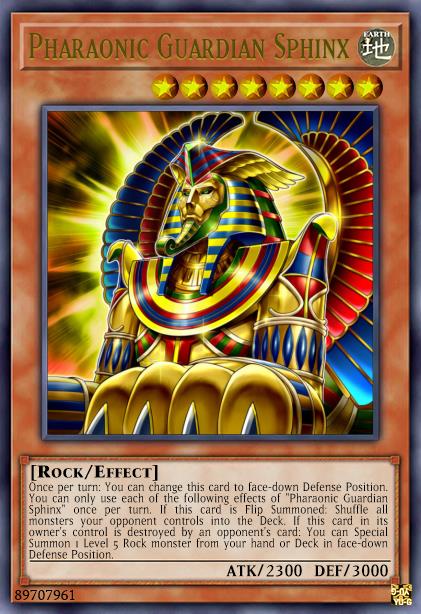 Pharaonic Guardian Sphinx
EARTH
地
[Rock/Effect]
Once per turn: You can change this card to face-down Defense Position.
You can only use each of the following effects of "Pharaonic Guardian
Sphinx" once per turn. If this card is Flip Summoned: Shuffle all
monsters your opponent controls into the Deck. If this card in its
owner's control is destroyed by an opponent's card: You can Special
Summon 1 Level 5 Rock monster from your hand or Deck in face-down
Defense Position.
ATK/2300 DEF/3000
89707961